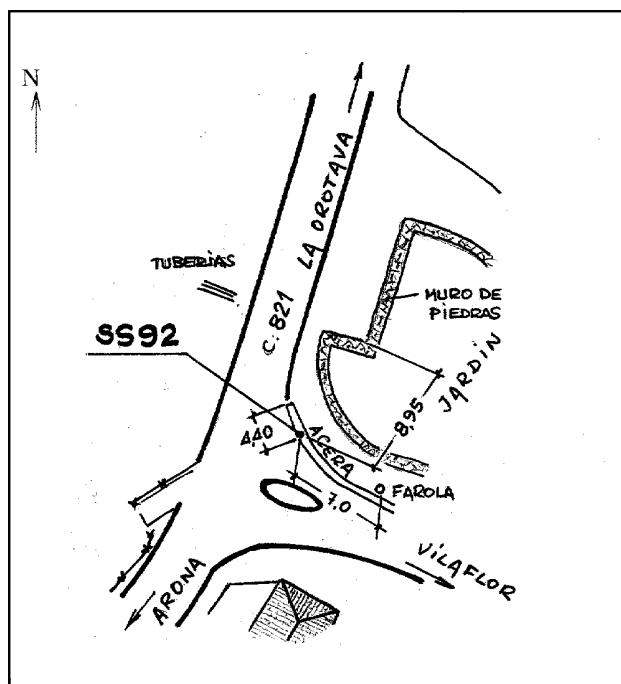 N
C. 821 LA OROTAVA
TUBERIAS
SS92
MURO DE
PIEDRAS
JARDIN
8,95
4,40
ACERA
7,0
FAROLA
VILAFLOR
ARONA